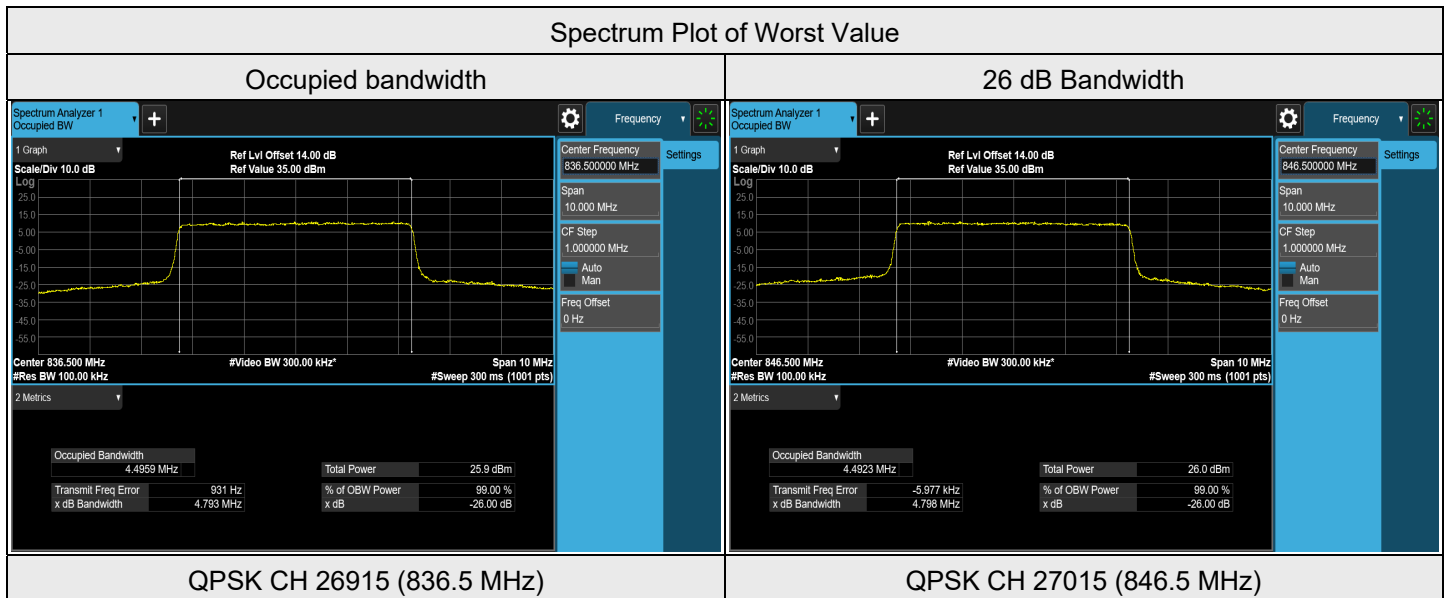 Spectrum Plot of Worst Value
Occupied bandwidth
26 dB Bandwidth
Spectrum Analyzer 1
Occupied BW
+
Frequency
1 Graph
Scale/Div 10.0 dB
Ref Lvl Offset 14.00 dB
Ref Value 35.00 dBm
Log
25.0
15.0
5.00
-5.00
-15.0
-25.0
-35.0
-45.0
-55.0
Center 836.500 MHz
#Video BW 300.00 kHz*
Span 10 MHz
#Res BW 100.00 kHz
#Sweep 300 ms (1001 pts)
Center Frequency
836.500000 MHz
Settings
Span
10.000 MHz
CF Step
1.000000 MHz
Auto
Man
Freq Offset
0 Hz
2 Metrics
Occupied Bandwidth
4.4959 MHz
Total Power 25.9 dBm
Transmit Freq Error 931 Hz
% of OBW Power 99.00 %
x dB Bandwidth 4.793 MHz
x dB -26.00 dB
Spectrum Analyzer 1
Occupied BW
+
Frequency
1 Graph
Scale/Div 10.0 dB
Ref Lvl Offset 14.00 dB
Ref Value 35.00 dBm
Log
25.0
15.0
5.00
-5.00
-15.0
-25.0
-35.0
-45.0
-55.0
Center 846.500 MHz
#Video BW 300.00 kHz*
Span 10 MHz
#Res BW 100.00 kHz
#Sweep 300 ms (1001 pts)
Center Frequency
846.500000 MHz
Settings
Span
10.000 MHz
CF Step
1.000000 MHz
Auto
Man
Freq Offset
0 Hz
2 Metrics
Occupied Bandwidth
4.4923 MHz
Total Power 26.0 dBm
Transmit Freq Error -5.977 kHz
% of OBW Power 99.00 %
x dB Bandwidth 4.798 MHz
x dB -26.00 dB
QPSK CH 26915 (836.5 MHz)
QPSK CH 27015 (846.5 MHz)